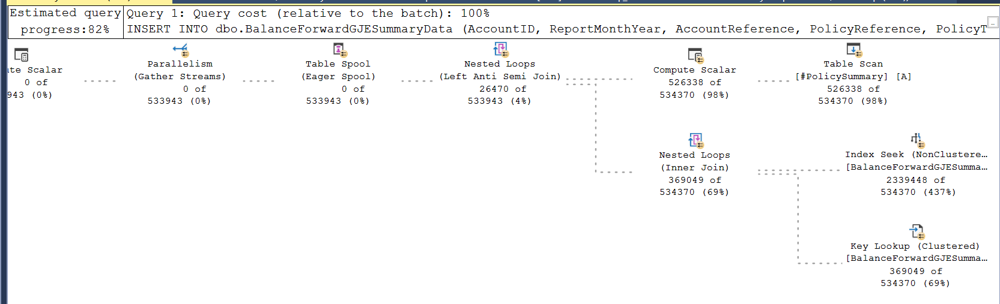 Estimated query
progress:82%
Query 1: Query cost (relative to the batch): 100%
INSERT INTO dbo.BalanceForwardGJESummaryData (AccountID, ReportMonthYear, AccountReference, PolicyReference, PolicyT
te Scalar
0 of
943 (0%)
Parallelism
(Gather Streams)
0 of
533943 (0%)
Table Spool
(Eager Spool)
0 of
533943 (0%)
Nested Loops
(Left Anti Semi Join)
26470 of
533943 (4%)
Compute Scalar
526338 of
534370 (98%)
Table Scan
[#PolicySummary] [A]
526338 of
534370 (98%)
Nested Loops
(Inner Join)
369049 of
534370 (69%)
Index Seek (NonClustere…
[BalanceForwardGJESumma…
2339448 of
534370 (437%)
Key Lookup (Clustered)
[BalanceForwardGJESumma…
369049 of
534370 (69%)